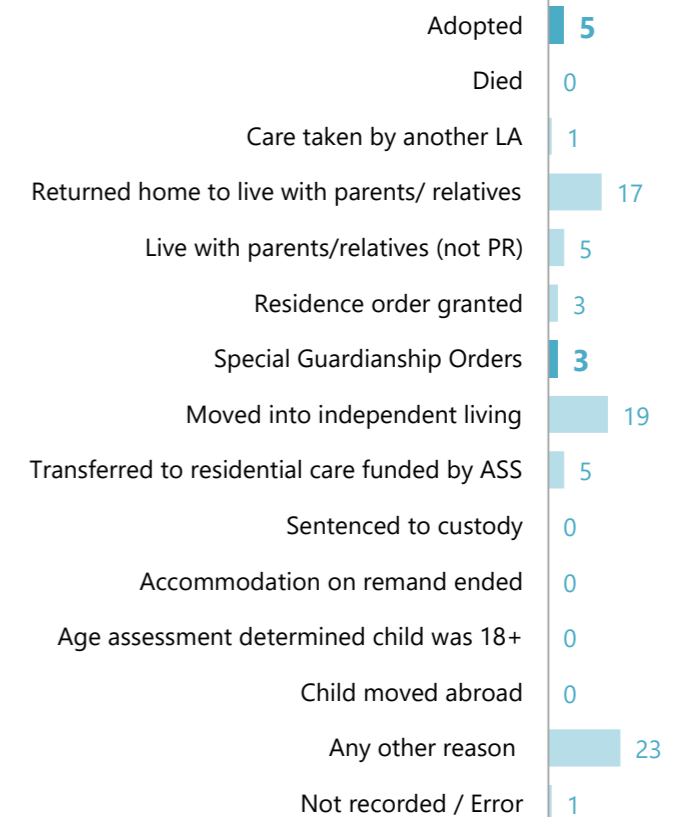 Adopted 5
Died 0
Care taken by another LA 1
Returned home to live with parents/ relatives 17
Live with parents/relatives (not PR) 5
Residence order granted 3
Special Guardianship Orders 3
Moved into independent living 19
Transferred to residential care funded by ASS 5
Sentenced to custody 0
Accommodation on remand ended 0
Age assessment determined child was 18+ 0
Child moved abroad 0
Any other reason 23
Not recorded / Error 1